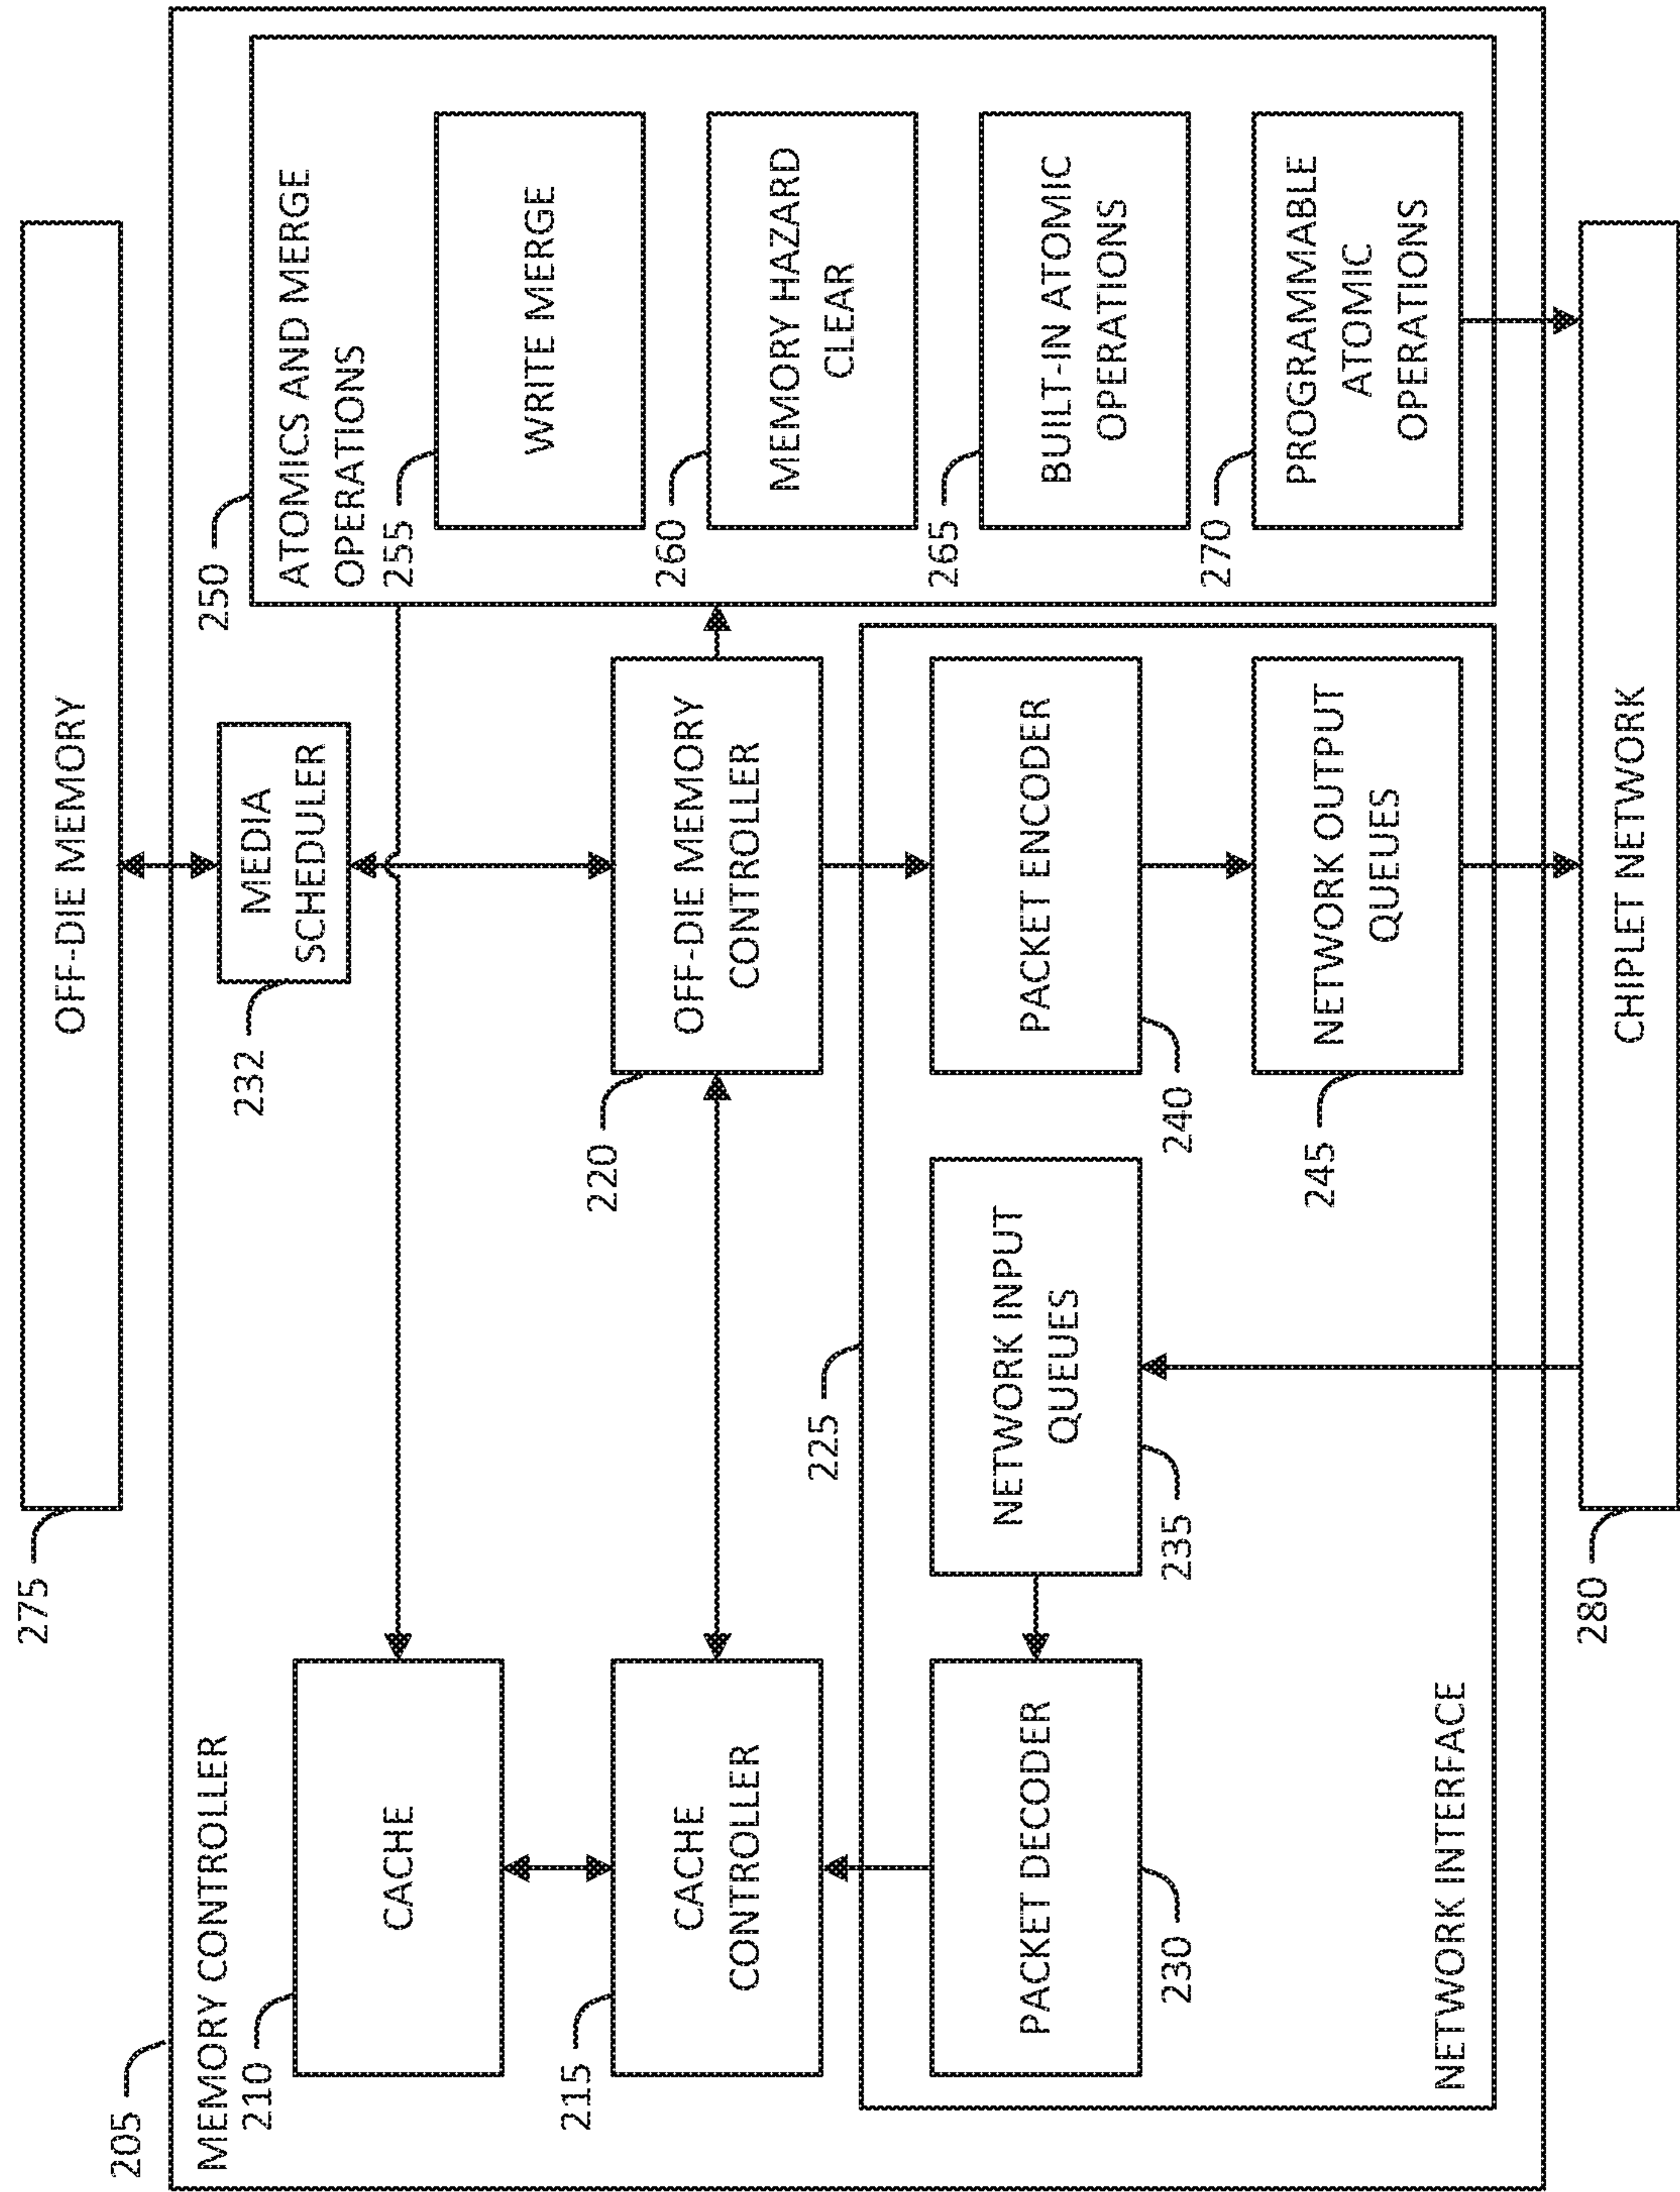 275
OFF-DIE MEMORY
205
MEMORY CONTROLLER
210
CACHE
232
MEDIA
SCHEDULER
250
ATOMICS AND MERGE
OPERATIONS
255
WRITE MERGE
215
CACHE
CONTROLLER
220
OFF-DIE MEMORY
CONTROLLER
260
MEMORY HAZARD
CLEAR
225
PACKET DECODER
230
NETWORK INPUT
QUEUES
235
PACKET ENCODER
240
265
BUILT-IN ATOMIC
OPERATIONS
245
NETWORK OUTPUT
QUEUES
270
PROGRAMMABLE
ATOMIC
OPERATIONS
NETWORK INTERFACE
280
CHIPLET NETWORK